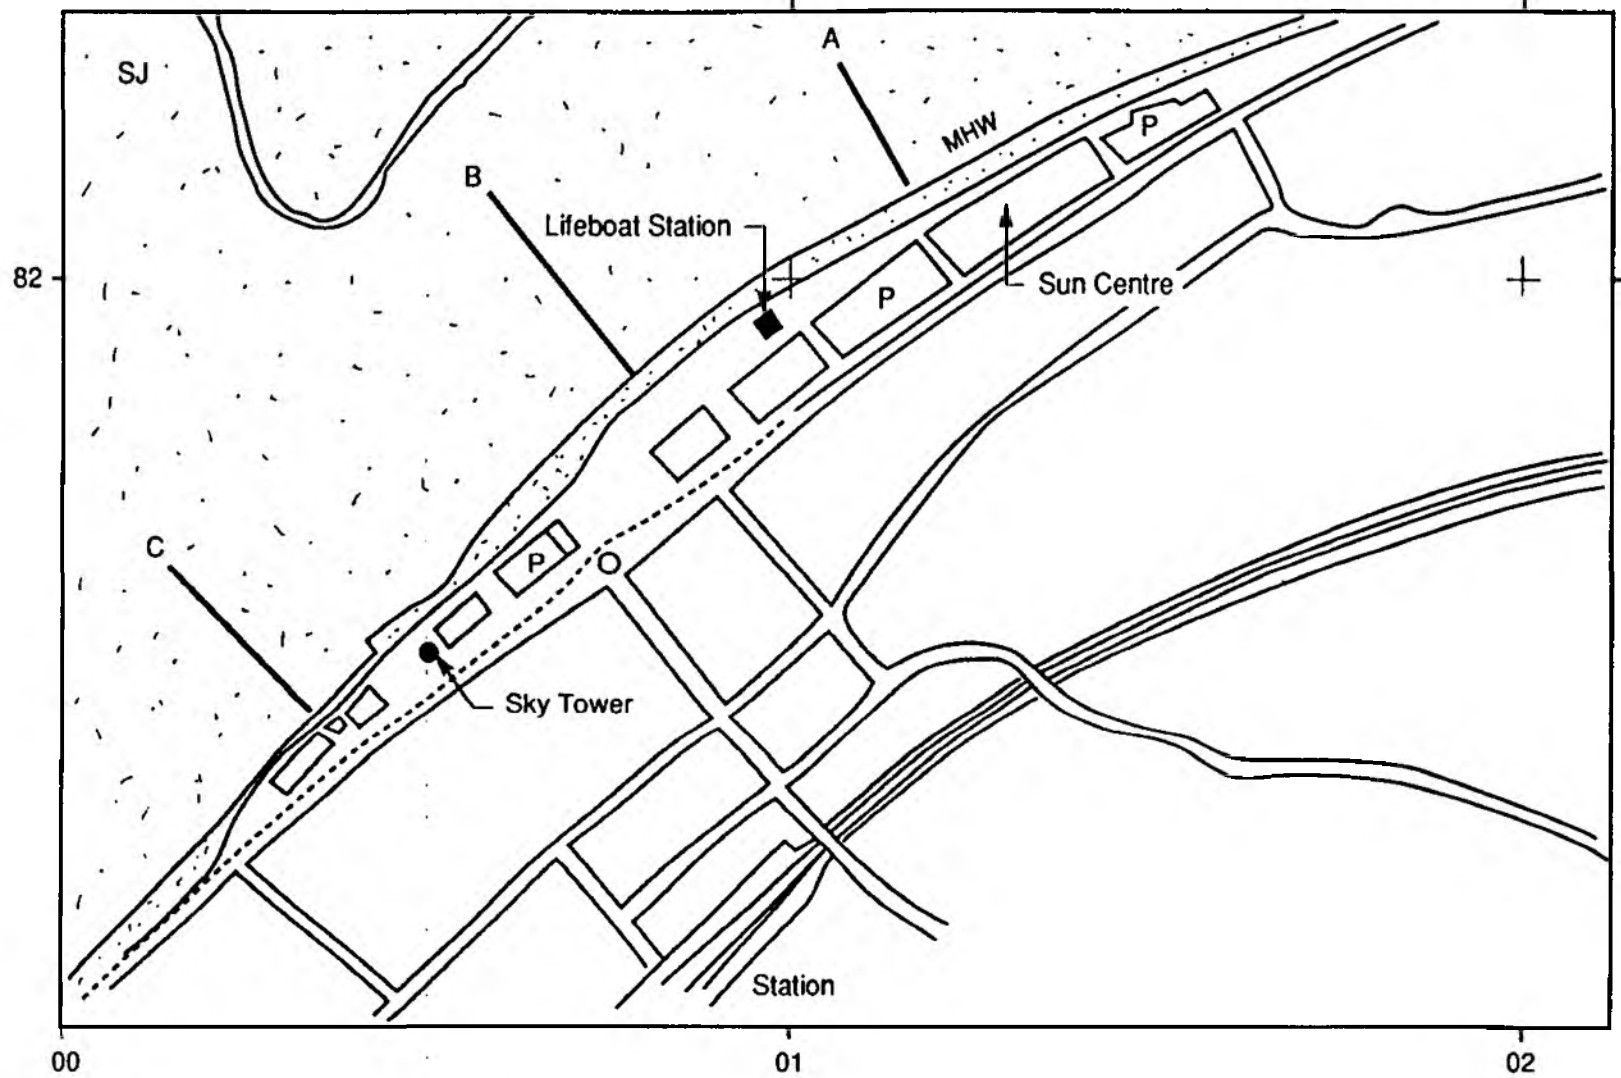 A
SJ
MHW
P
B
Lifeboat Station
82
Sun Centre
P
C
P
Sky Tower
Station
00
01
02